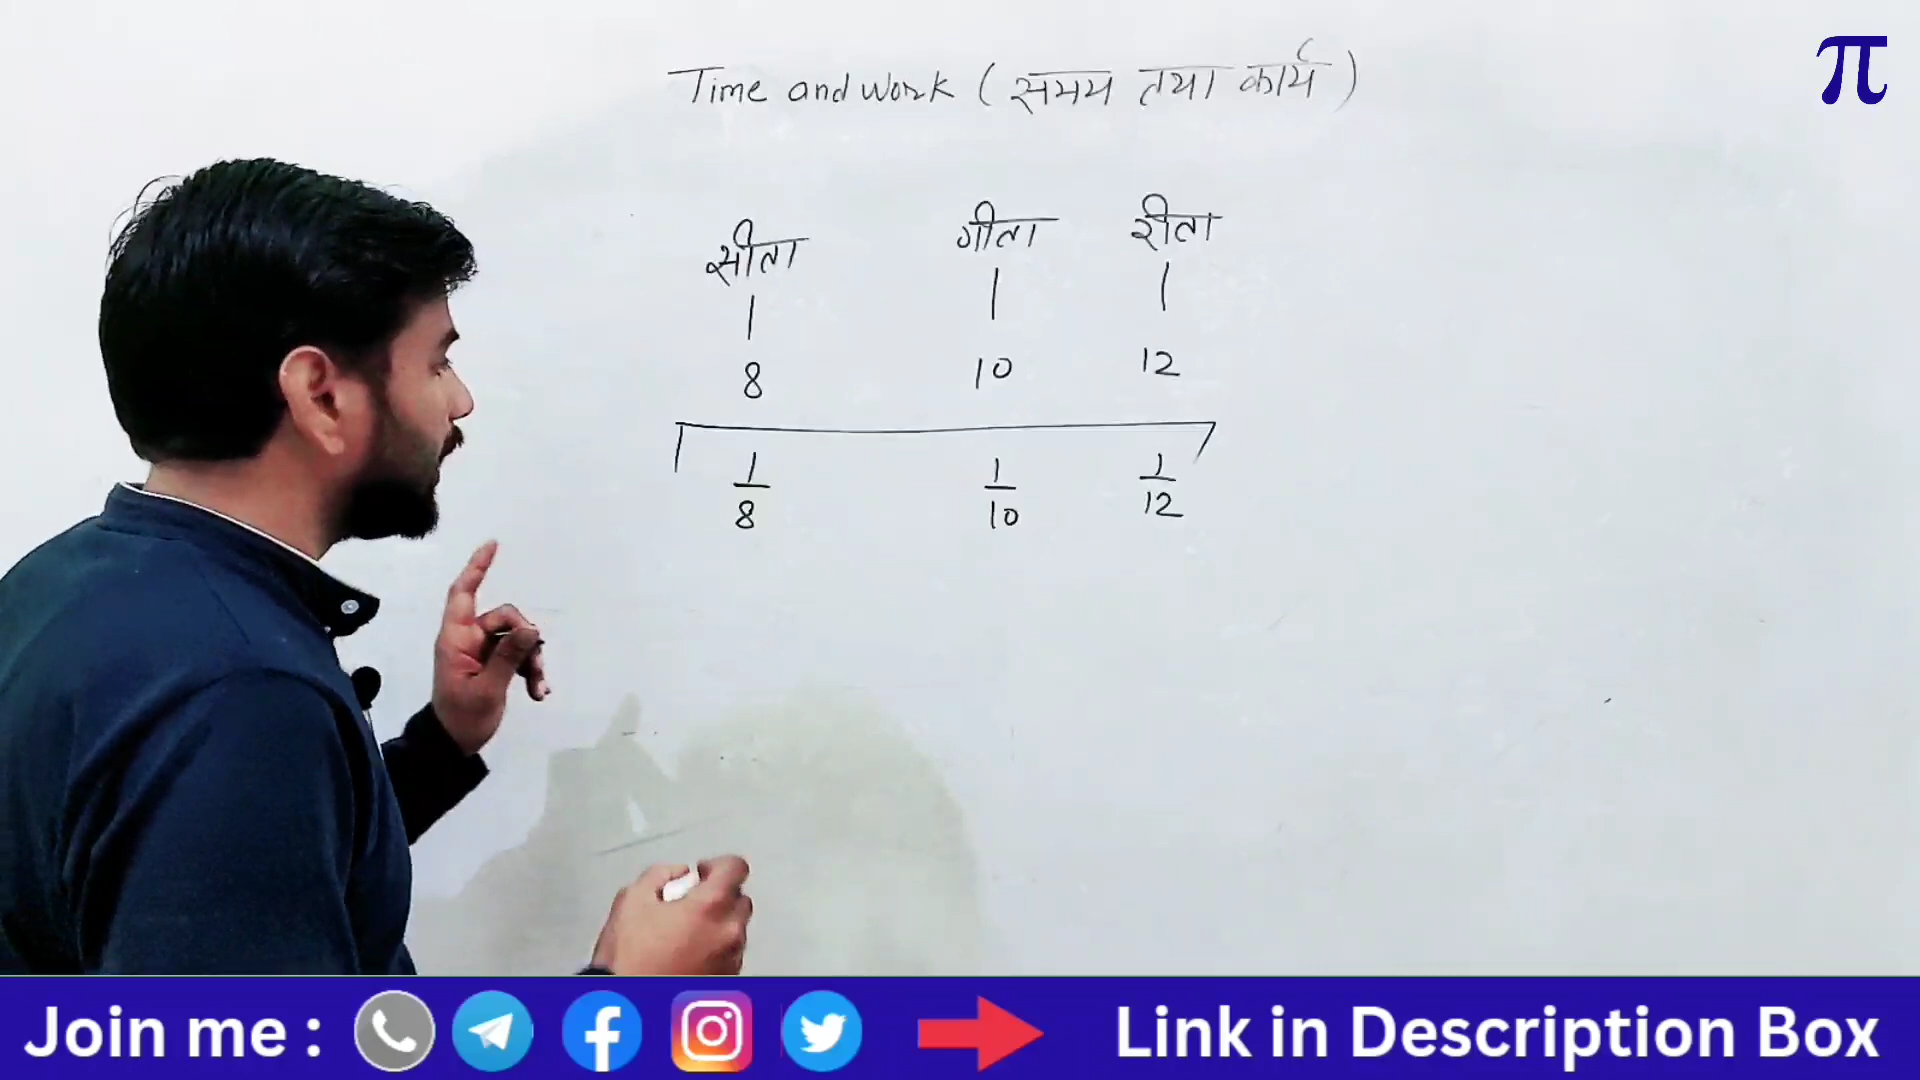 π
Time and work ( समय तथा कार्य )
सीता गीता रीता
8 10 12
1/8 1/10 1/12
Join me : Link in Description Box